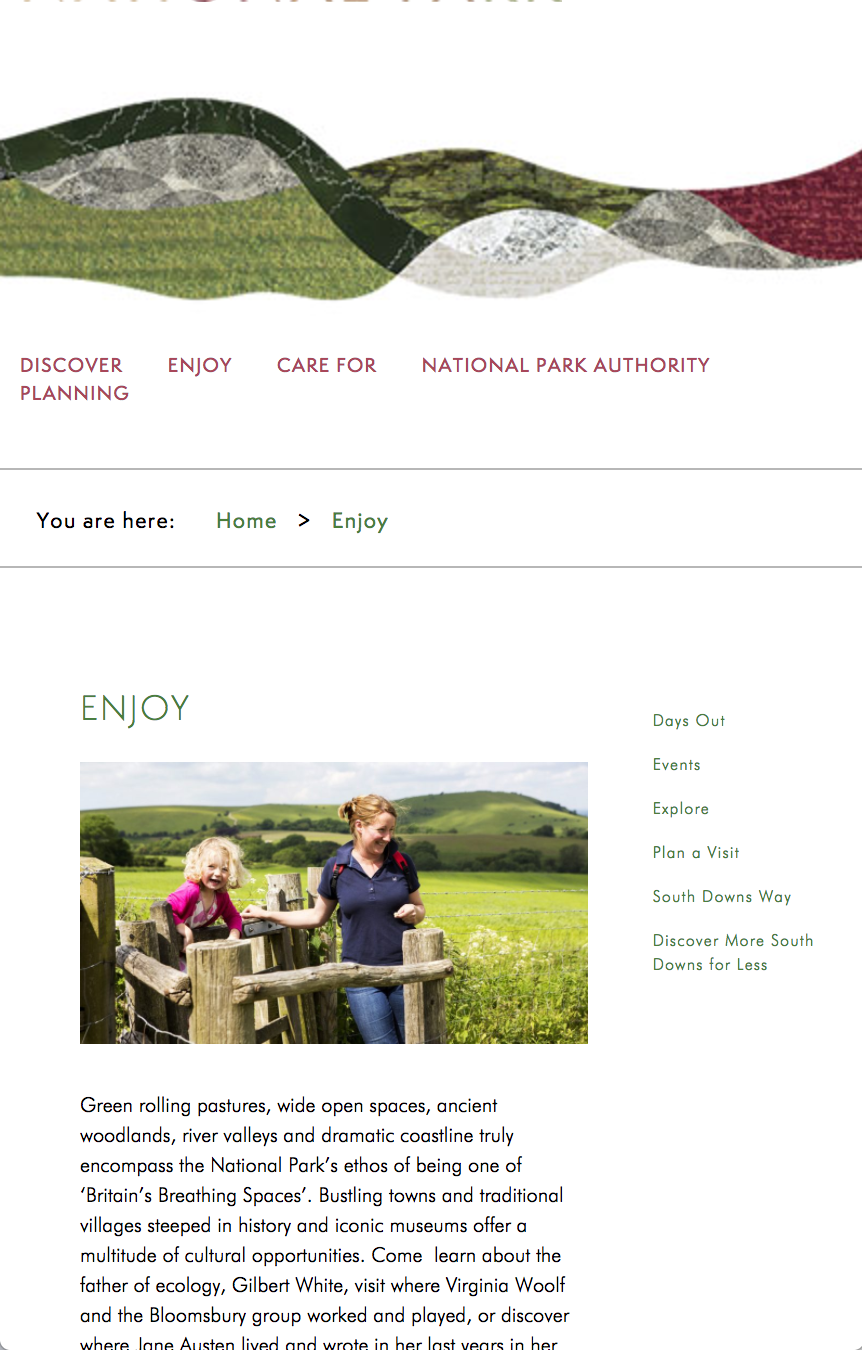 DISCOVER ENJOY CARE FOR NATIONAL PARK AUTHORITY
PLANNING
You are here: Home > Enjoy
ENJOY
Days Out
Events
Explore
Plan a Visit
South Downs Way
Discover More South
Downs for Less
Green rolling pastures, wide open spaces, ancient
woodlands, river valleys and dramatic coastline truly
encompass the National Park’s ethos of being one of
‘Britain’s Breathing Spaces’. Bustling towns and traditional
villages steeped in history and iconic museums offer a
multitude of cultural opportunities. Come  learn about the
father of ecology, Gilbert White, visit where Virginia Woolf
and the Bloomsbury group worked and played, or discover
where Jane Austen lived and wrote in her last years in her